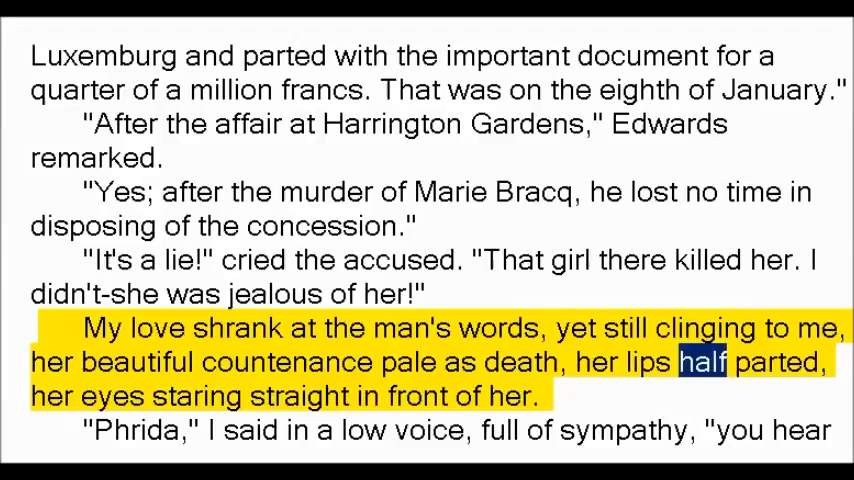 Luxemburg and parted with the important document for a
quarter of a million francs. That was on the eighth of January."
"After the affair at Harrington Gardens," Edwards
remarked.
"Yes; after the murder of Marie Bracq, he lost no time in
disposing of the concession."
"It's a lie!" cried the accused. "That girl there killed her. I
didn't-she was jealous of her!"
My love shrank at the man's words, yet still clinging to me,
her beautiful countenance pale as death, her lips half parted,
her eyes staring straight in front of her.
"Phrida," I said in a low voice, full of sympathy, "you hear